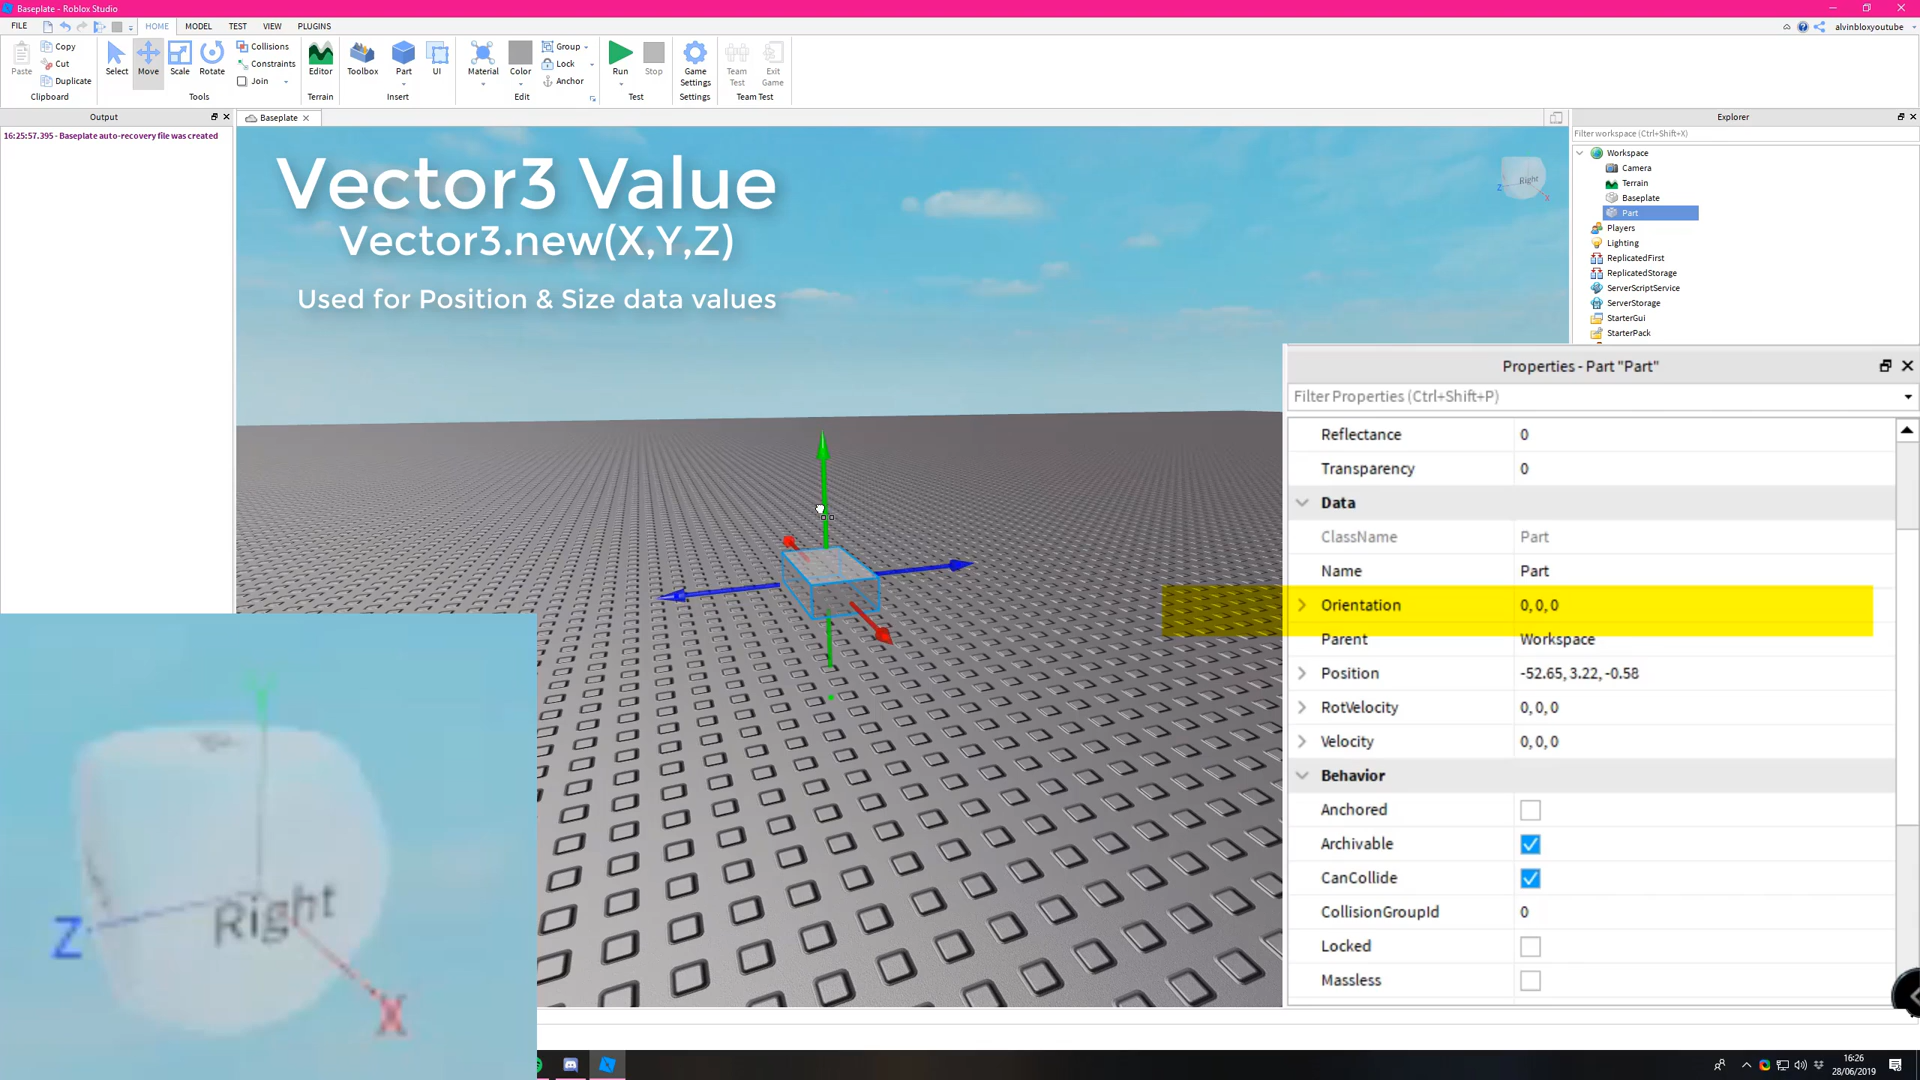 Baseplate - Roblox Studio
FILE
HOME
MODEL
TEST
VIEW
PLUGINS
alvinbloxyoutube
Paste
Copy
Cut
Duplicate
Clipboard
Select
Move
Scale
Rotate
Collisions
Constraints
Join
Tools
Editor
Terrain
Toolbox
Part
UI
Insert
Material
Color
Group
Lock
Anchor
Edit
Run
Stop
Test
Game Settings
Settings
Team Test
Exit Game
Team Test
Output
16:25:57.395 - Baseplate auto-recovery file was created
Baseplate
Vector3 Value
Vector3.new(X,Y,Z)
Used for Position & Size data values
Right
Z
X
Explorer
Filter workspace (Ctrl+Shift+X)
Workspace
Camera
Terrain
Baseplate
Part
Players
Lighting
ReplicatedFirst
ReplicatedStorage
ServerScriptService
ServerStorage
StarterGui
StarterPack
Properties - Part "Part"
Filter Properties (Ctrl+Shift+P)
Reflectance 0
Transparency 0
Data
ClassName Part
Name Part
Orientation 0, 0, 0
Parent Workspace
Position -52.65, 3.22, -0.58
RotVelocity 0, 0, 0
Velocity 0, 0, 0
Behavior
Anchored
Archivable
CanCollide
CollisionGroupId 0
Locked
Massless
Y
Z
Right
X
16:26
28/06/2019